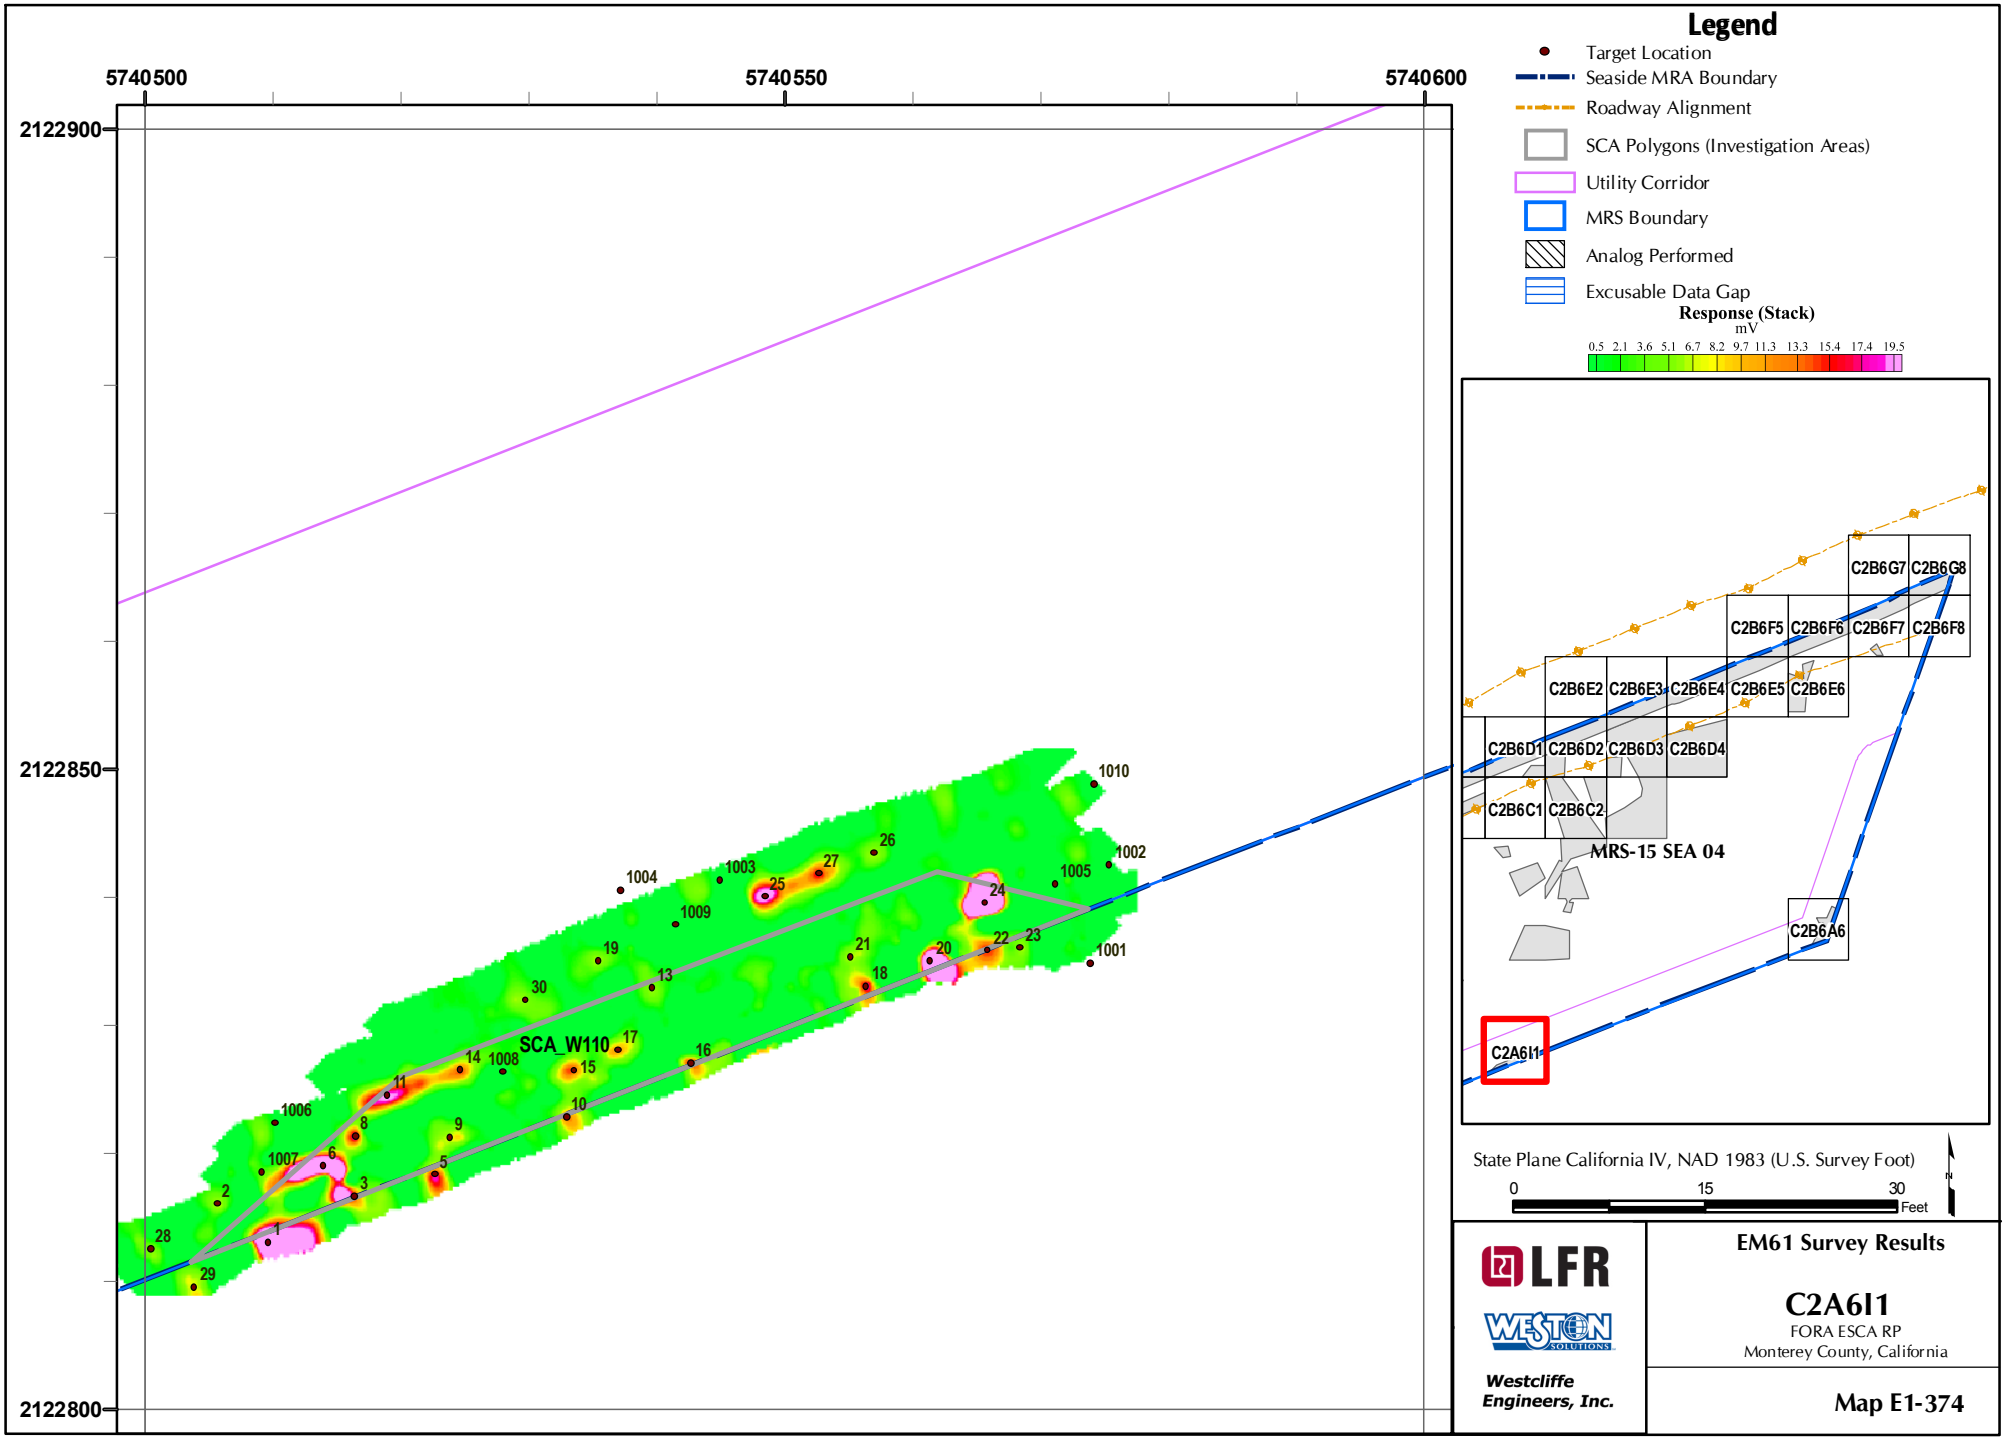 Legend
Target Location
Seaside MRA Boundary
Roadway Alignment
SCA Polygons (Investigation Areas)
Utility Corridor
MRS Boundary
Analog Performed
Excusable Data Gap
Response (Stack)
mV
0.5 2.1 3.6 5.1 6.7 8.2 9.7 11.3 13.3 15.4 17.4 19.5
5740500 5740550 5740600
2122900
2122850
2122800
1010
26
1002
1003
27
1005
1004
25
24
1009
21
22
23
19
20
1001
13
18
30
SCA_W110
17
16
14
1008
15
11
10
1006
8
9
6
1007
5
3
2
1
28
29
C2B6G7 C2B6G8
C2B6F5 C2B6F6 C2B6F7 C2B6F8
C2B6E2 C2B6E3 C2B6E4 C2B6E5 C2B6E6
C2B6D1 C2B6D2 C2B6D3 C2B6D4
C2B6C1 C2B6C2
MRS-15 SEA 04
C2B6A6
C2A6I1
State Plane California IV, NAD 1983 (U.S. Survey Foot)
N
0 15 30
Feet
LFR
WESTON
SOLUTIONS
Westcliffe
Engineers, Inc.
EM61 Survey Results
C2A6I1
FORA ESCA RP
Monterey County, California
Map E1-374